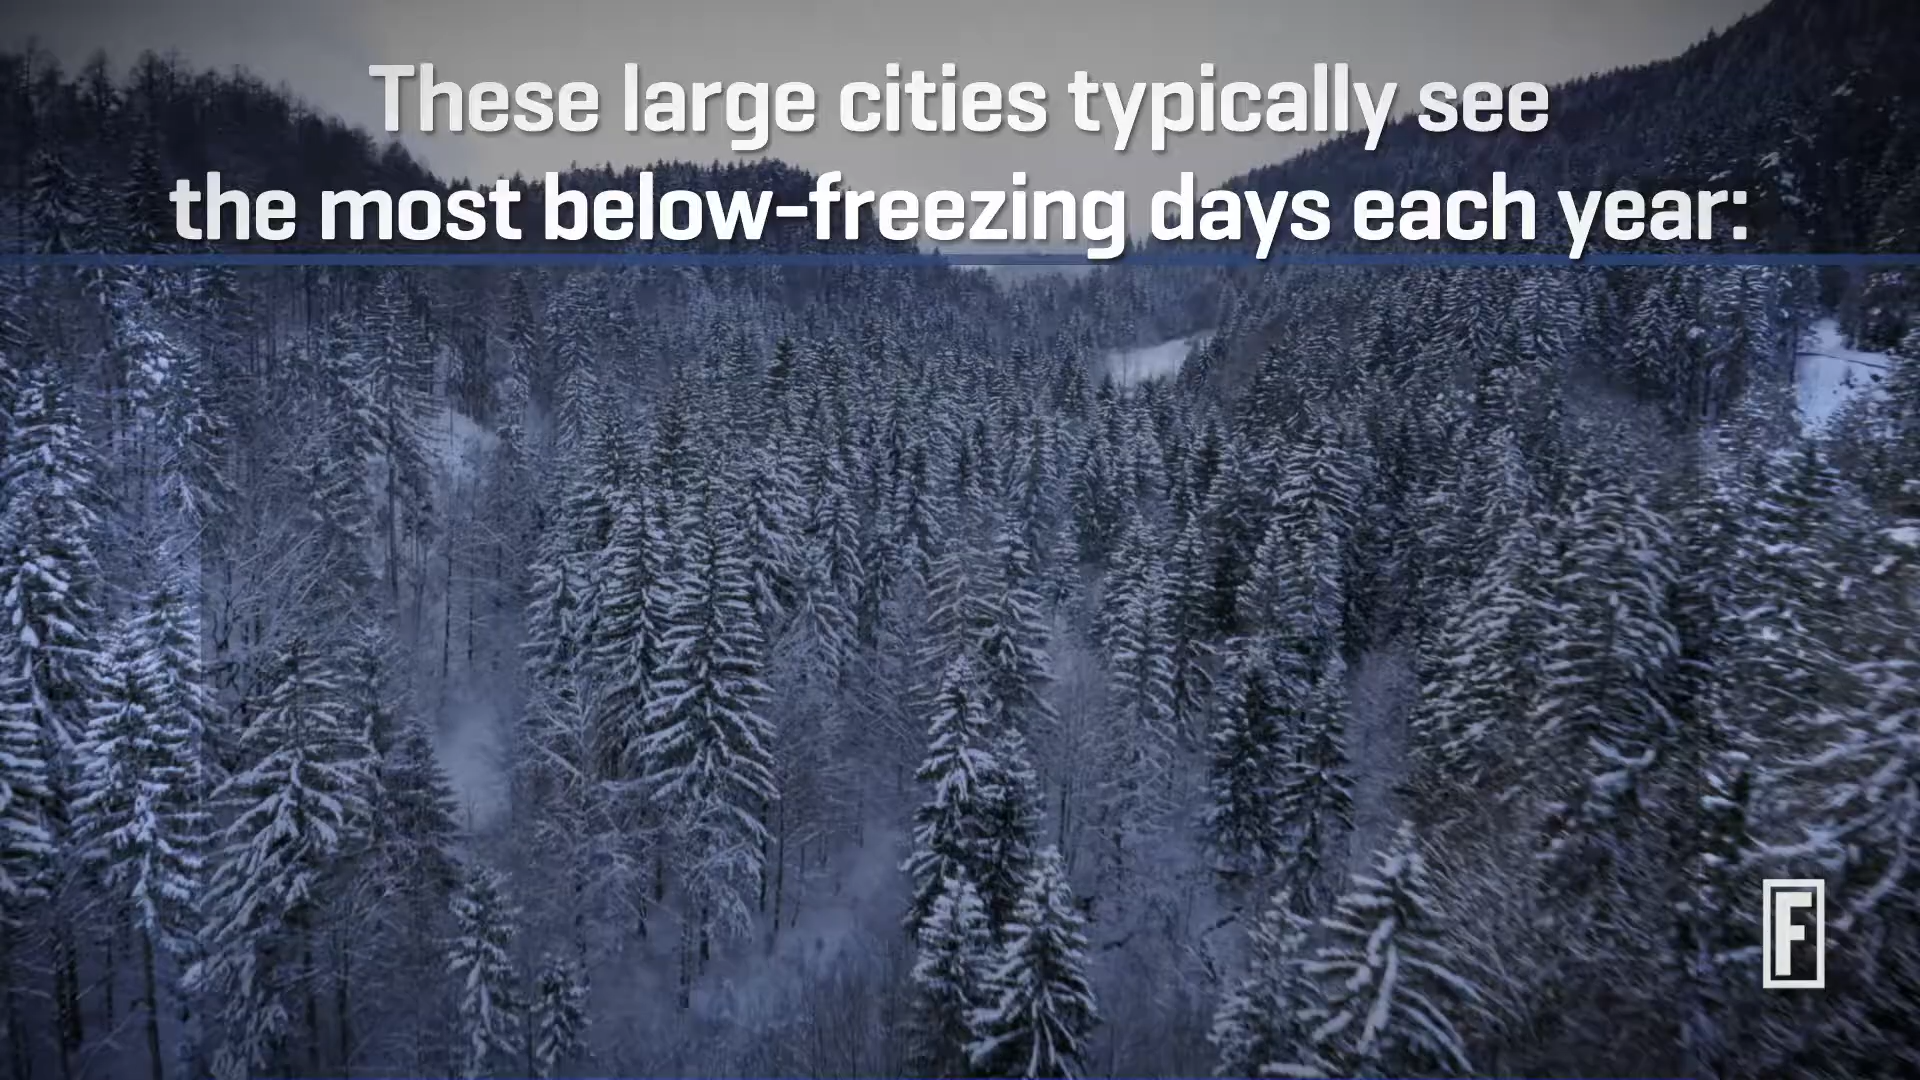 These large cities typically see
the most below-freezing days each year:
F